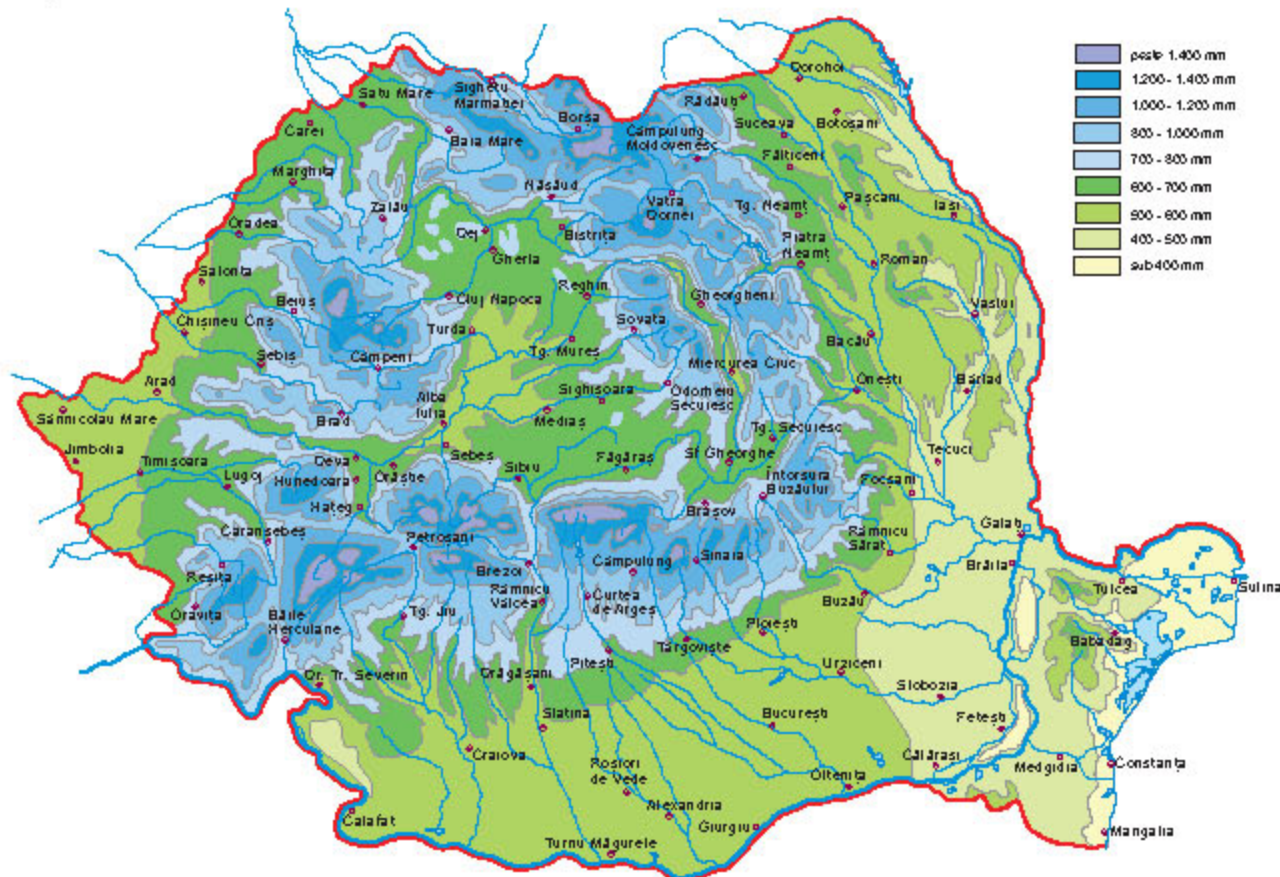 peste 1.400 mm
1.200 - 1.400 mm
1.000 - 1.200 mm
800 - 1.000 mm
700 - 800 mm
600 - 700 mm
500 - 600 mm
400 - 500 mm
sub 400 mm
Dorohoi
Satu Mare
Sighetu
Marmației
Rădăuți
Botoșani
Carei
Borșa
Suceava
Baia Mare
Câmpulung
Moldovenesc
Fălticeni
Marghita
Năsăud
Zalău
Vatra
Dornei
Tg. Neamț
Pașcani
Iași
Oradea
Dej
Bistrița
Gherla
Piatra
Neamț
Roman
Salonta
Reghin
Beiuș
Cluj Napoca
Gheorgheni
Vaslui
Chișineu Criș
Turda
Sovata
Tg. Mureș
Bacău
Sebiș
Câmpeni
Miercurea Ciuc
Arad
Alba
Iulia
Sighișoara
Odorheiu
Secuiesc
Onești
Bârlad
Sânnicolau Mare
Brad
Mediaș
Tg. Secuiesc
Jimbolia
Timișoara
Deva
Sebeș
Sf Gheorghe
Tecuci
Lugoj
Hunedoara
Orăștie
Sibiu
Făgăraș
Întorsura
Buzăului
Focșani
Hațeg
Brașov
Caransebeș
Petroșani
Râmnicu
Sărat
Galați
Reșița
Brezoi
Câmpulung
Sinaia
Brăila
Oravița
Râmnicu
Vâlcea
Curtea
de Argeș
Tulcea
Sulina
Băile
Herculane
Tg. Jiu
Buzău
Ploiești
Târgoviște
Babadag
Pitești
Dr. Tr. Severin
Drăgășani
Urziceni
Slobozia
Slatina
București
Fetești
Craiova
Călărași
Medgidia
Constanța
Roșiori
de Vede
Oltenița
Alexandria
Calafat
Giurgiu
Mangalia
Turnu Măgurele